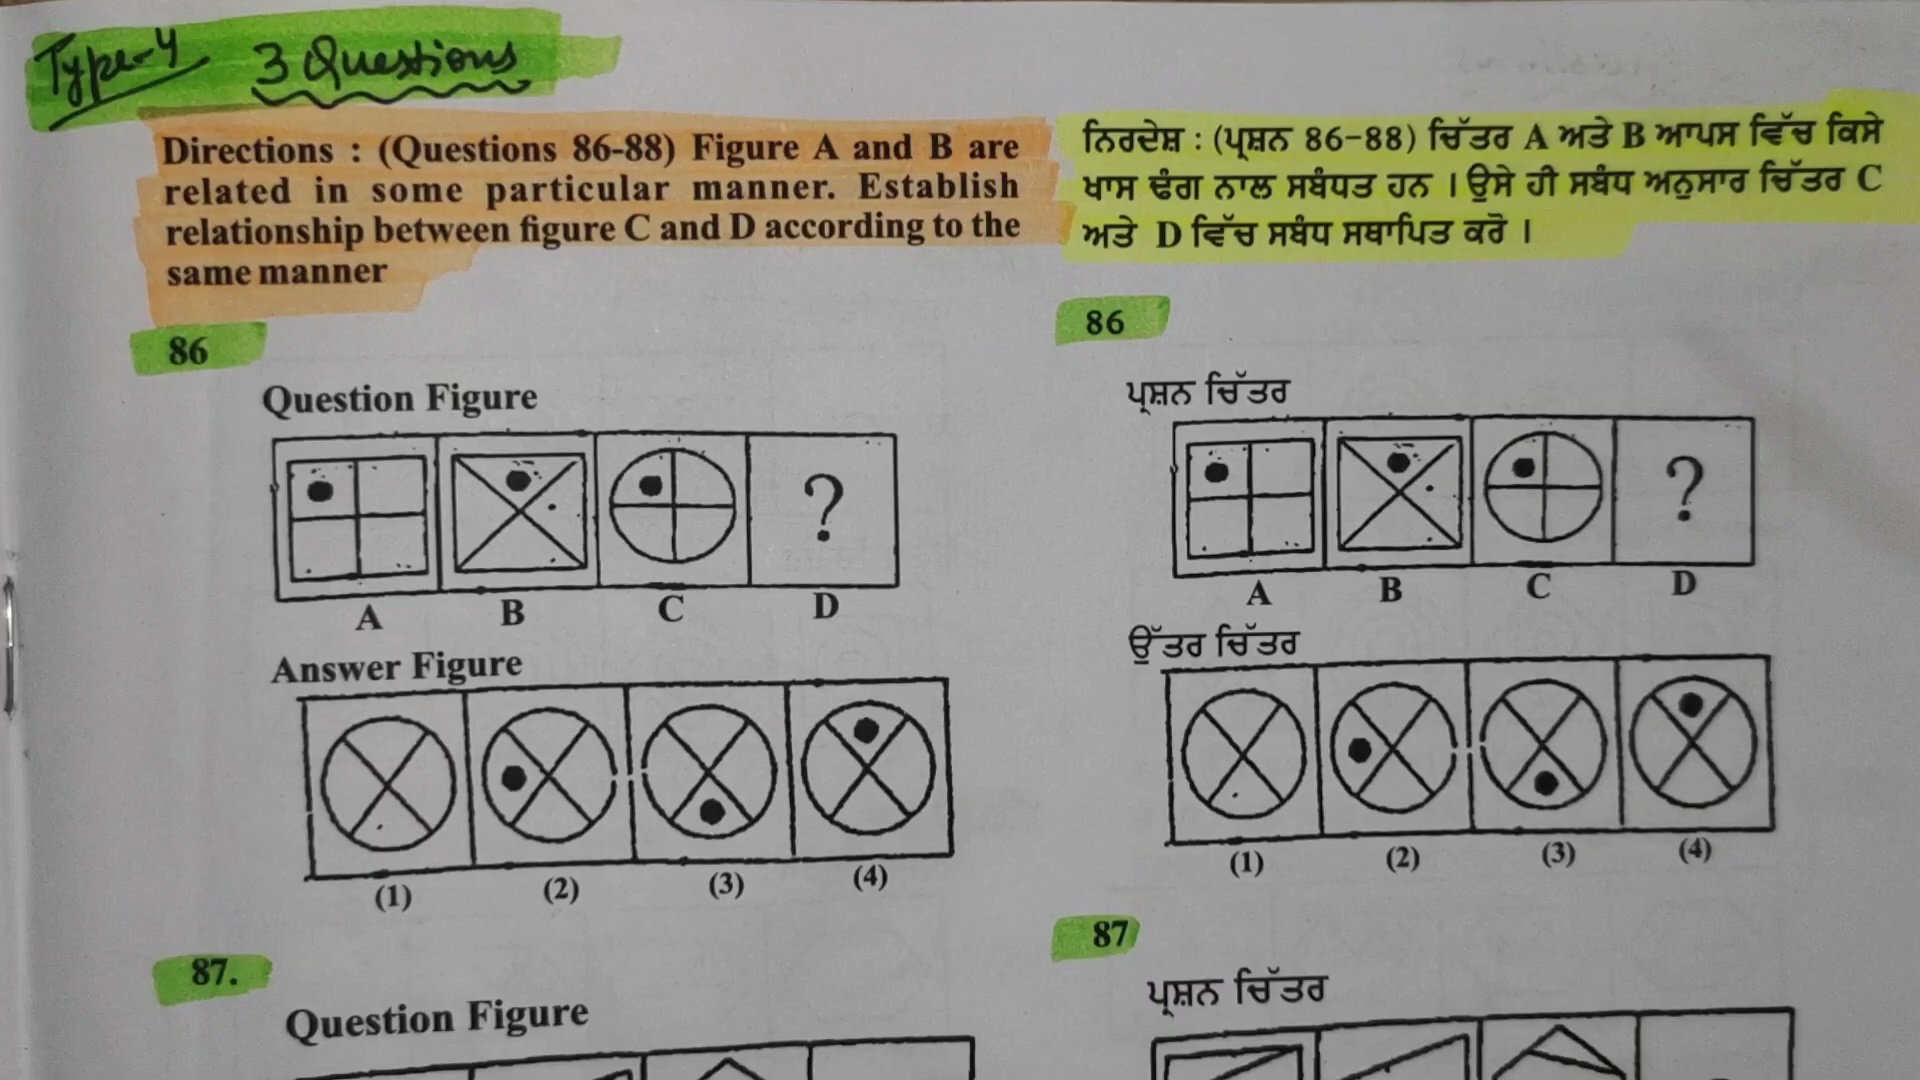 Type-4 3 Questions
Directions : (Questions 86-88) Figure A and B are
related in some particular manner. Establish
relationship between figure C and D according to the
same manner
86
Question Figure
?
A B C D
Answer Figure
(1) (2) (3) (4)
87.
Question Figure
ਨਿਰਦੇਸ਼ : (ਪ੍ਰਸ਼ਨ 86-88) ਚਿੱਤਰ A ਅਤੇ B ਆਪਸ ਵਿੱਚ ਕਿਸੇ
ਖਾਸ ਢੰਗ ਨਾਲ ਸਬੰਧਤ ਹਨ । ਉਸੇ ਹੀ ਸਬੰਧ ਅਨੁਸਾਰ ਚਿੱਤਰ C
ਅਤੇ D ਵਿੱਚ ਸਬੰਧ ਸਥਾਪਿਤ ਕਰੋ ।
86
ਪ੍ਰਸ਼ਨ ਚਿੱਤਰ
?
A B C D
ਉੱਤਰ ਚਿੱਤਰ
(1) (2) (3) (4)
87
ਪ੍ਰਸ਼ਨ ਚਿੱਤਰ